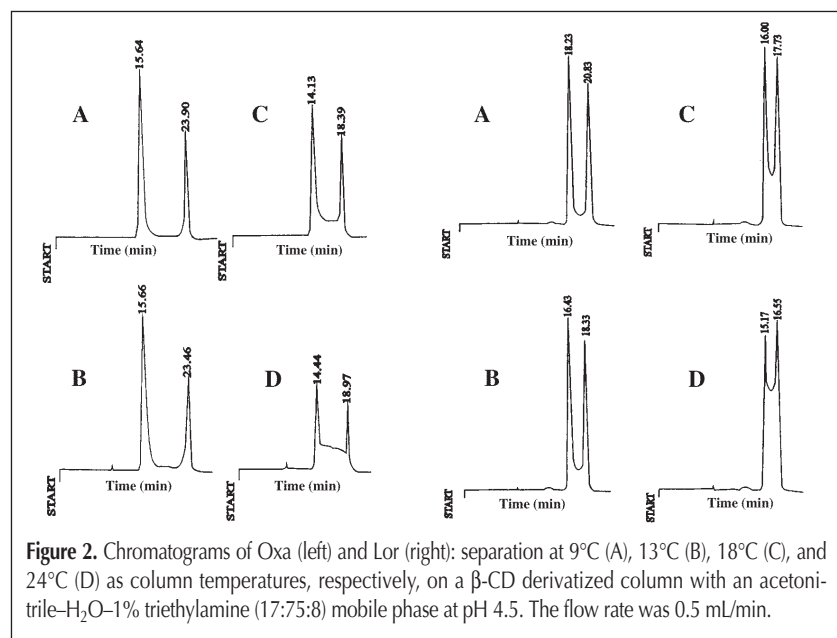 15.64
23.90
A
START
Time (min)
14.13
18.39
C
START
Time (min)
18.23
20.83
A
START
Time (min)
16.00
17.73
C
START
Time (min)
15.66
23.46
B
START
Time (min)
14.44
18.97
D
START
Time (min)
16.43
18.33
B
START
Time (min)
15.17
16.55
D
START
Time (min)
Figure 2. Chromatograms of Oxa (left) and Lor (right): separation at 9°C (A), 13°C (B), 18°C (C), and
24°C (D) as column temperatures, respectively, on a β-CD derivatized column with an acetoni-
trile–H₂O–1% triethylamine (17:75:8) mobile phase at pH 4.5. The flow rate was 0.5 mL/min.